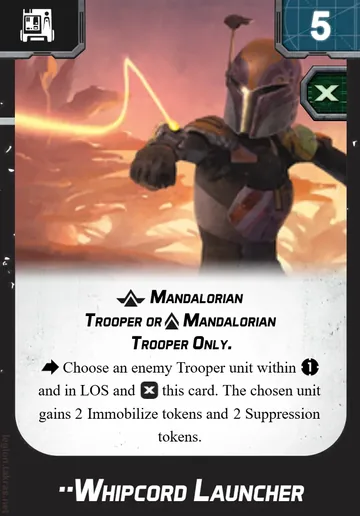 5
X
MANDALORIAN
TROOPER OR MANDALORIAN
TROOPER ONLY.
Choose an enemy Trooper unit within 1
and in LOS and X this card. The chosen unit
gains 2 Immobilize tokens and 2 Suppression
tokens.
••WHIPCORD LAUNCHER